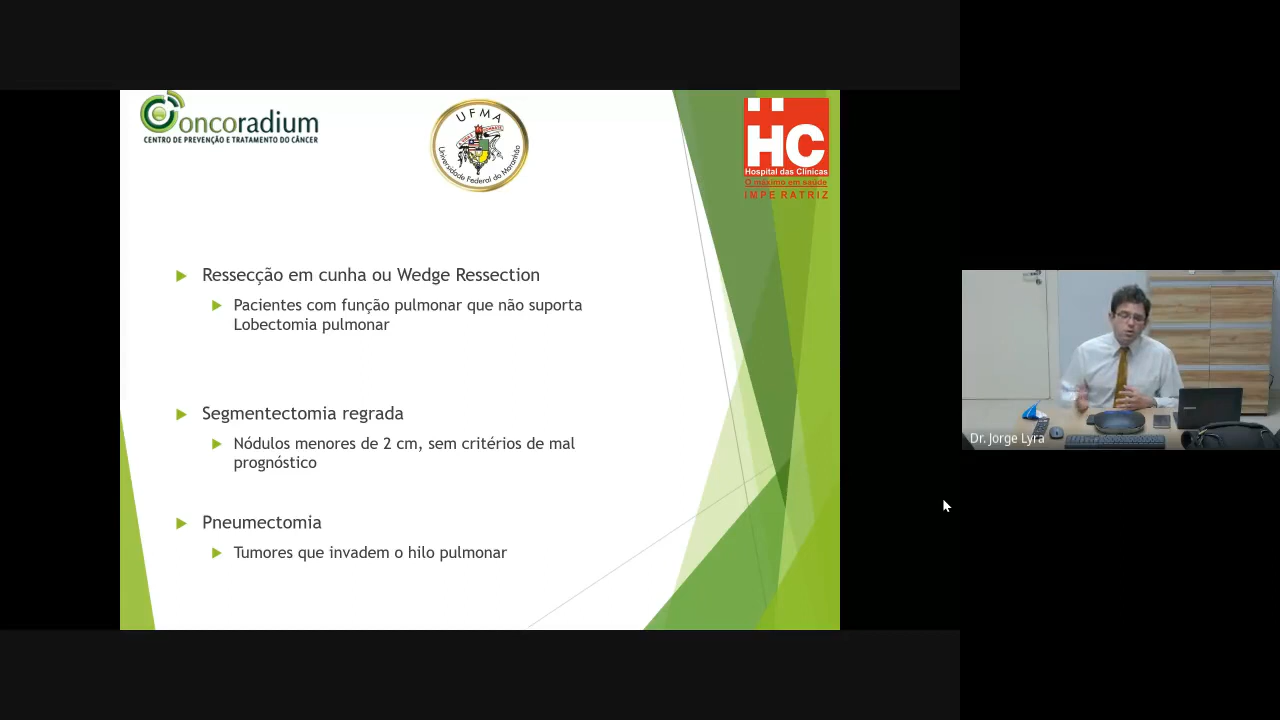 oncoradium
CENTRO DE PREVENÇÃO E TRATAMENTO DO CÂNCER
UFMA
Universidade Federal do Maranhão
HC
Hospital das Clínicas
O máximo em saúde
IMPERATRIZ
Ressecção em cunha ou Wedge Ressection
Pacientes com função pulmonar que não suporta
Lobectomia pulmonar
Segmentectomia regrada
Nódulos menores de 2 cm, sem critérios de mal
prognóstico
Pneumectomia
Tumores que invadem o hilo pulmonar
Dr. Jorge Lyra